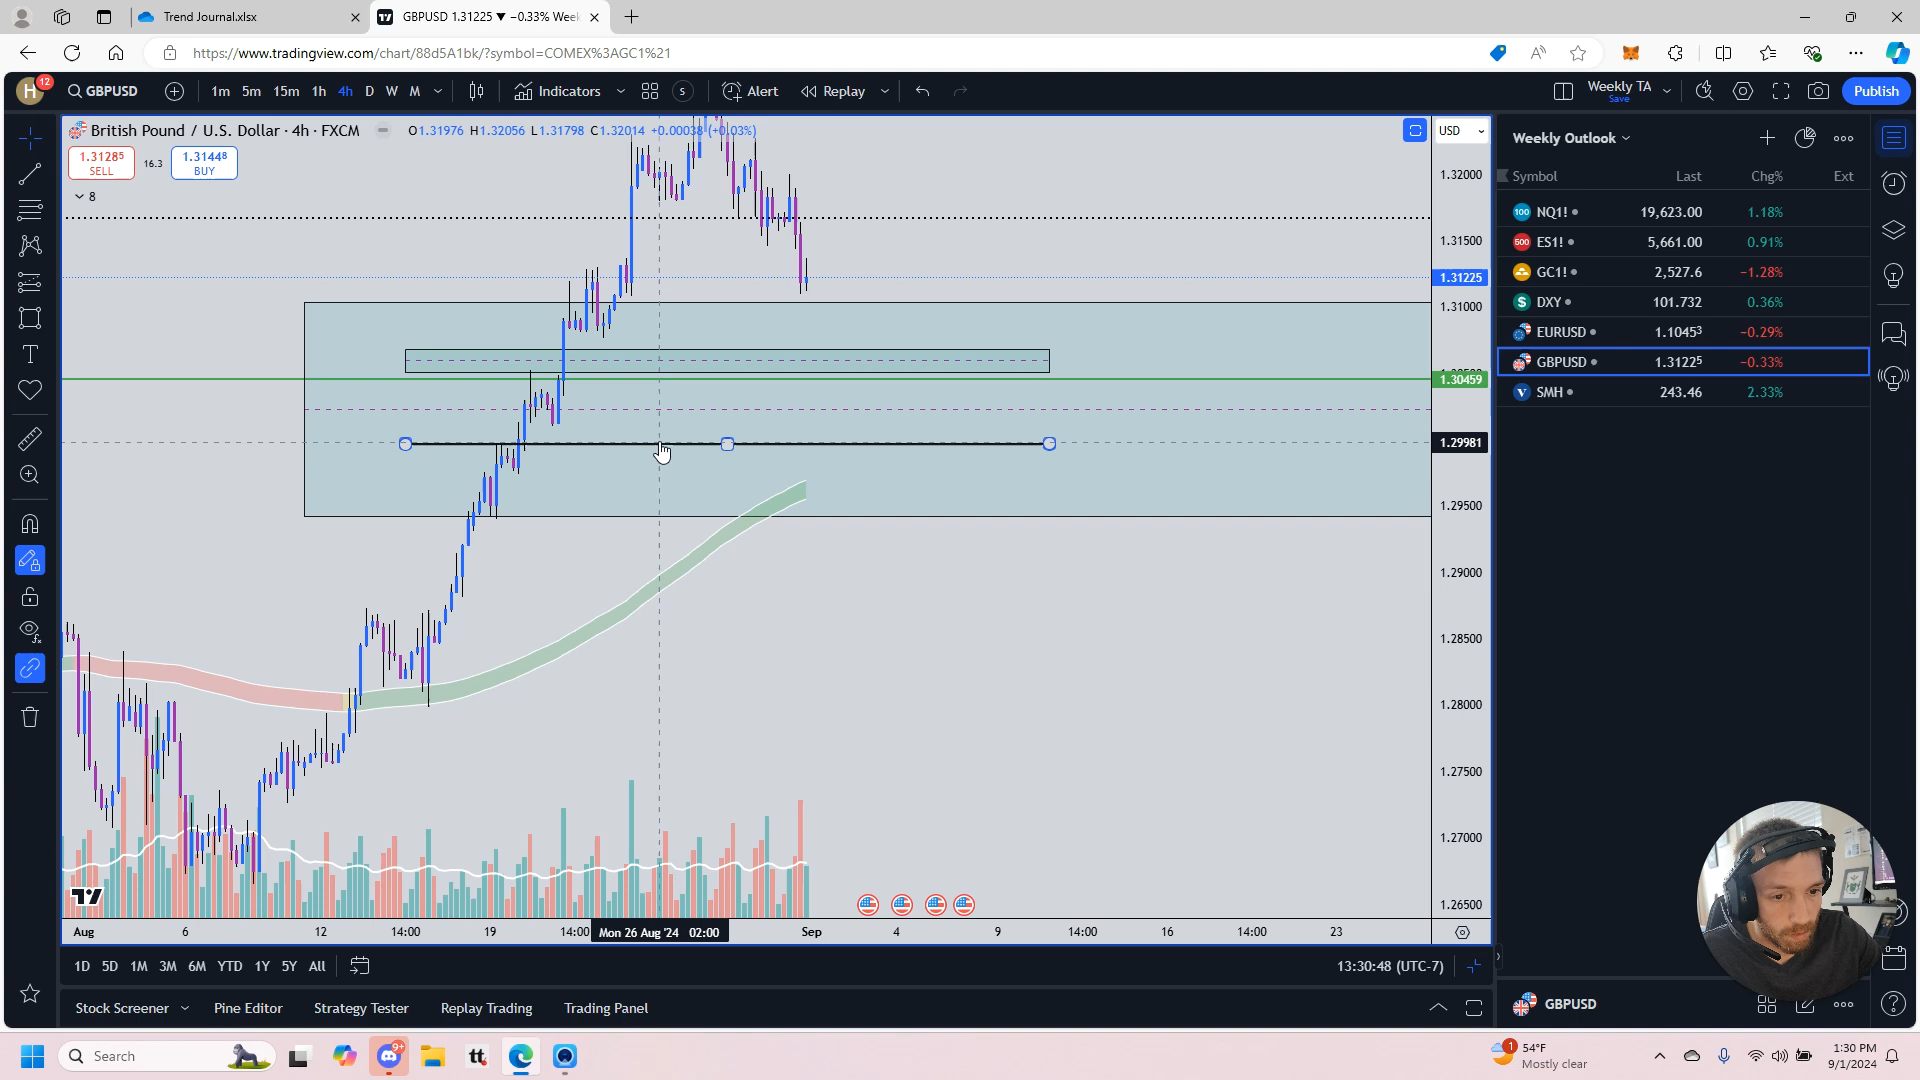 Trend Journal.xlsx
GBPUSD 1.31225 ▼ −0.33% Week
https://www.tradingview.com/chart/88d5A1bk/?symbol=COMEX%3AGC1%21
H 12 GBPUSD 1m 5m 15m 1h 4h D W M Indicators S Alert Replay Weekly TA Save Publish
British Pound / U.S. Dollar · 4h · FXCM O1.31976 H1.32056 L1.31798 C1.32014 +0.00038 (+0.03%)
USD
1.31285 SELL 16.3 1.31448 BUY
8
1.32000
1.31500
1.31225
1.31000
1.30459
1.29981
1.29500
1.29000
1.28500
1.28000
1.27500
1.27000
1.26500
Aug 6 12 14:00 19 14:00 Mon 26 Aug '24 02:00 Sep 4 9 14:00 16 14:00 23
1D 5D 1M 3M 6M YTD 1Y 5Y All 13:30:48 (UTC-7)
Stock Screener Pine Editor Strategy Tester Replay Trading Trading Panel
Weekly Outlook
Symbol Last Chg% Ext
100 NQ1! 19,623.00 1.18%
500 ES1! 5,661.00 0.91%
GC1! 2,527.6 −1.28%
$ DXY 101.732 0.36%
EURUSD 1.10453 −0.29%
GBPUSD 1.31225 −0.33%
V SMH 243.46 2.33%
GBPUSD
Search
9+
tt
1
54°F
Mostly clear
1:30 PM
9/1/2024